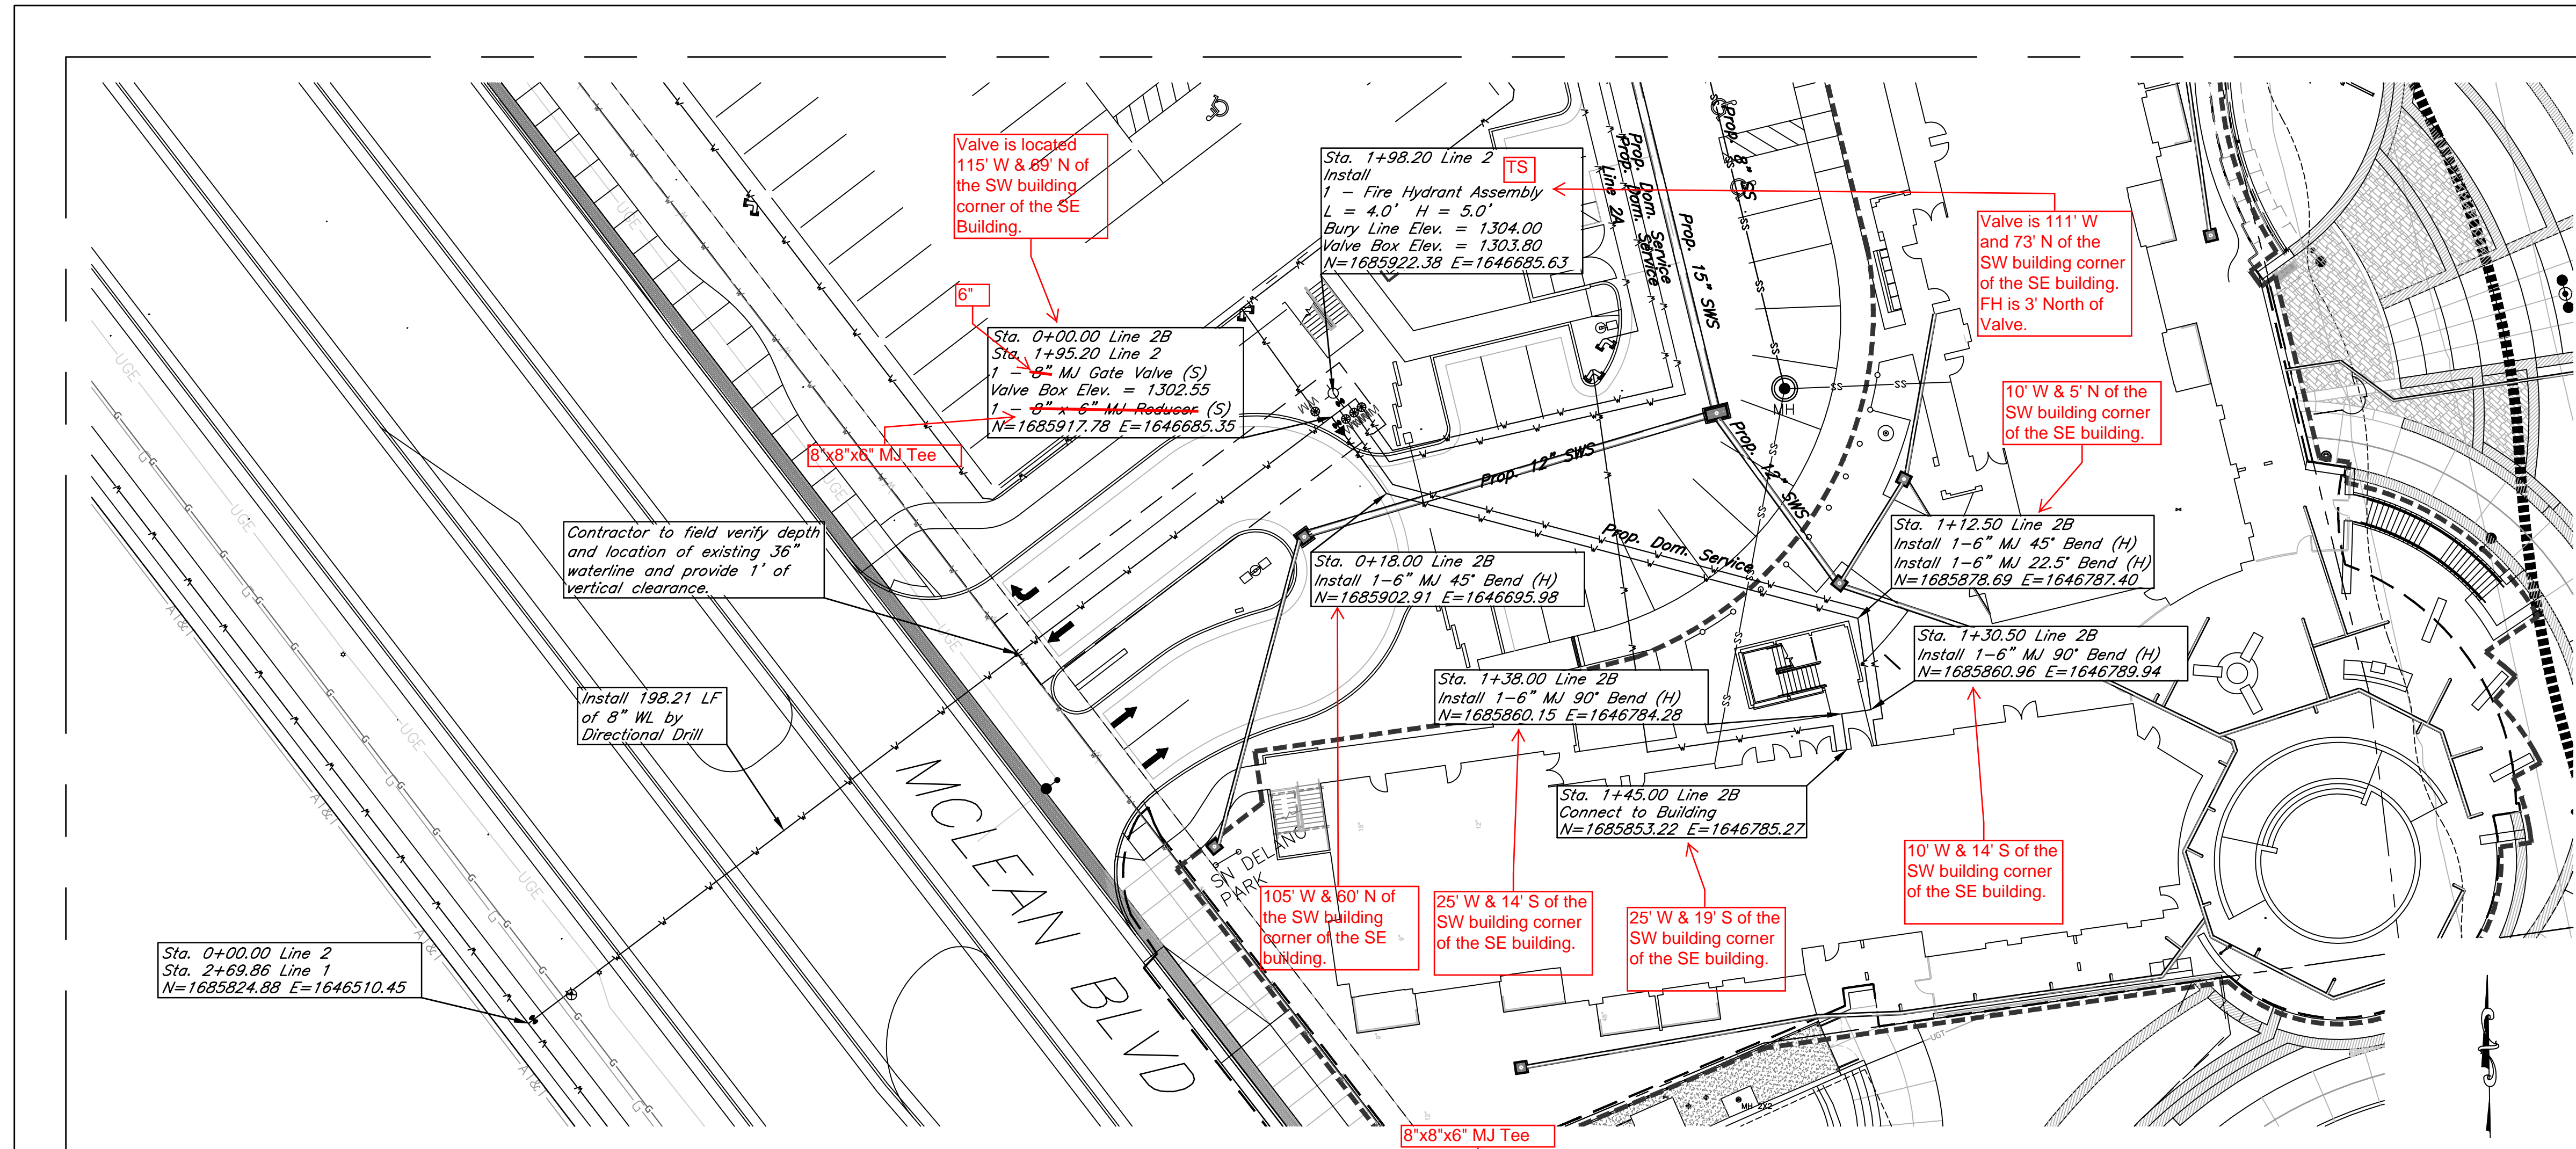 Valve is located
115' W & 69' N of
the SW building
corner of the SE
Building.
6"
Sta. 0+00.00 Line 2B
Sta. 1+95.20 Line 2
1 - 8" MJ Gate Valve (S)
Valve Box Elev. = 1302.55
1 - 8" x 6" MJ Reducer (S)
N=1685917.78 E=1646685.35
8"x8"x6" MJ Tee
Sta. 1+98.20 Line 2
Install
TS
1 - Fire Hydrant Assembly
L = 4.0' H = 5.0'
Bury Line Elev. = 1304.00
Valve Box Elev. = 1303.80
N=1685922.38 E=1646685.63
Prop. Dom. Service
Prop. Dom. Service
Line 2A
Prop. 15" SWS
Prop. 8" SS
Valve is 111' W
and 73' N of the
SW building corner
of the SE building.
FH is 3' North of
Valve.
10' W & 5' N of the
SW building corner
of the SE building.
MH
Prop. 12" SWS
Prop. 12" SWS
Prop. Dom. Service
Contractor to field verify depth
and location of existing 36"
waterline and provide 1' of
vertical clearance.
Sta. 0+18.00 Line 2B
Install 1-6" MJ 45° Bend (H)
N=1685902.91 E=1646695.98
Sta. 1+12.50 Line 2B
Install 1-6" MJ 45° Bend (H)
Install 1-6" MJ 22.5° Bend (H)
N=1685878.69 E=1646787.40
Sta. 1+30.50 Line 2B
Install 1-6" MJ 90° Bend (H)
N=1685860.96 E=1646789.94
Sta. 1+38.00 Line 2B
Install 1-6" MJ 90° Bend (H)
N=1685860.15 E=1646784.28
Install 198.21 LF
of 8" WL by
Directional Drill
Sta. 1+45.00 Line 2B
Connect to Building
N=1685853.22 E=1646785.27
MCLEAN BLVD
SN DELANO
PARK
105' W & 60' N of
the SW building
corner of the SE
building.
25' W & 14' S of the
SW building corner
of the SE building.
25' W & 19' S of the
SW building corner
of the SE building.
10' W & 14' S of the
SW building corner
of the SE building.
Sta. 0+00.00 Line 2
Sta. 2+69.86 Line 1
N=1685824.88 E=1646510.45
UGE
UGE
UGE
UGE
UGE
UGE
UGE
AT&T
AT&T
AT&T
AT&T
UGT
MH 2X2
8"x8"x6" MJ Tee